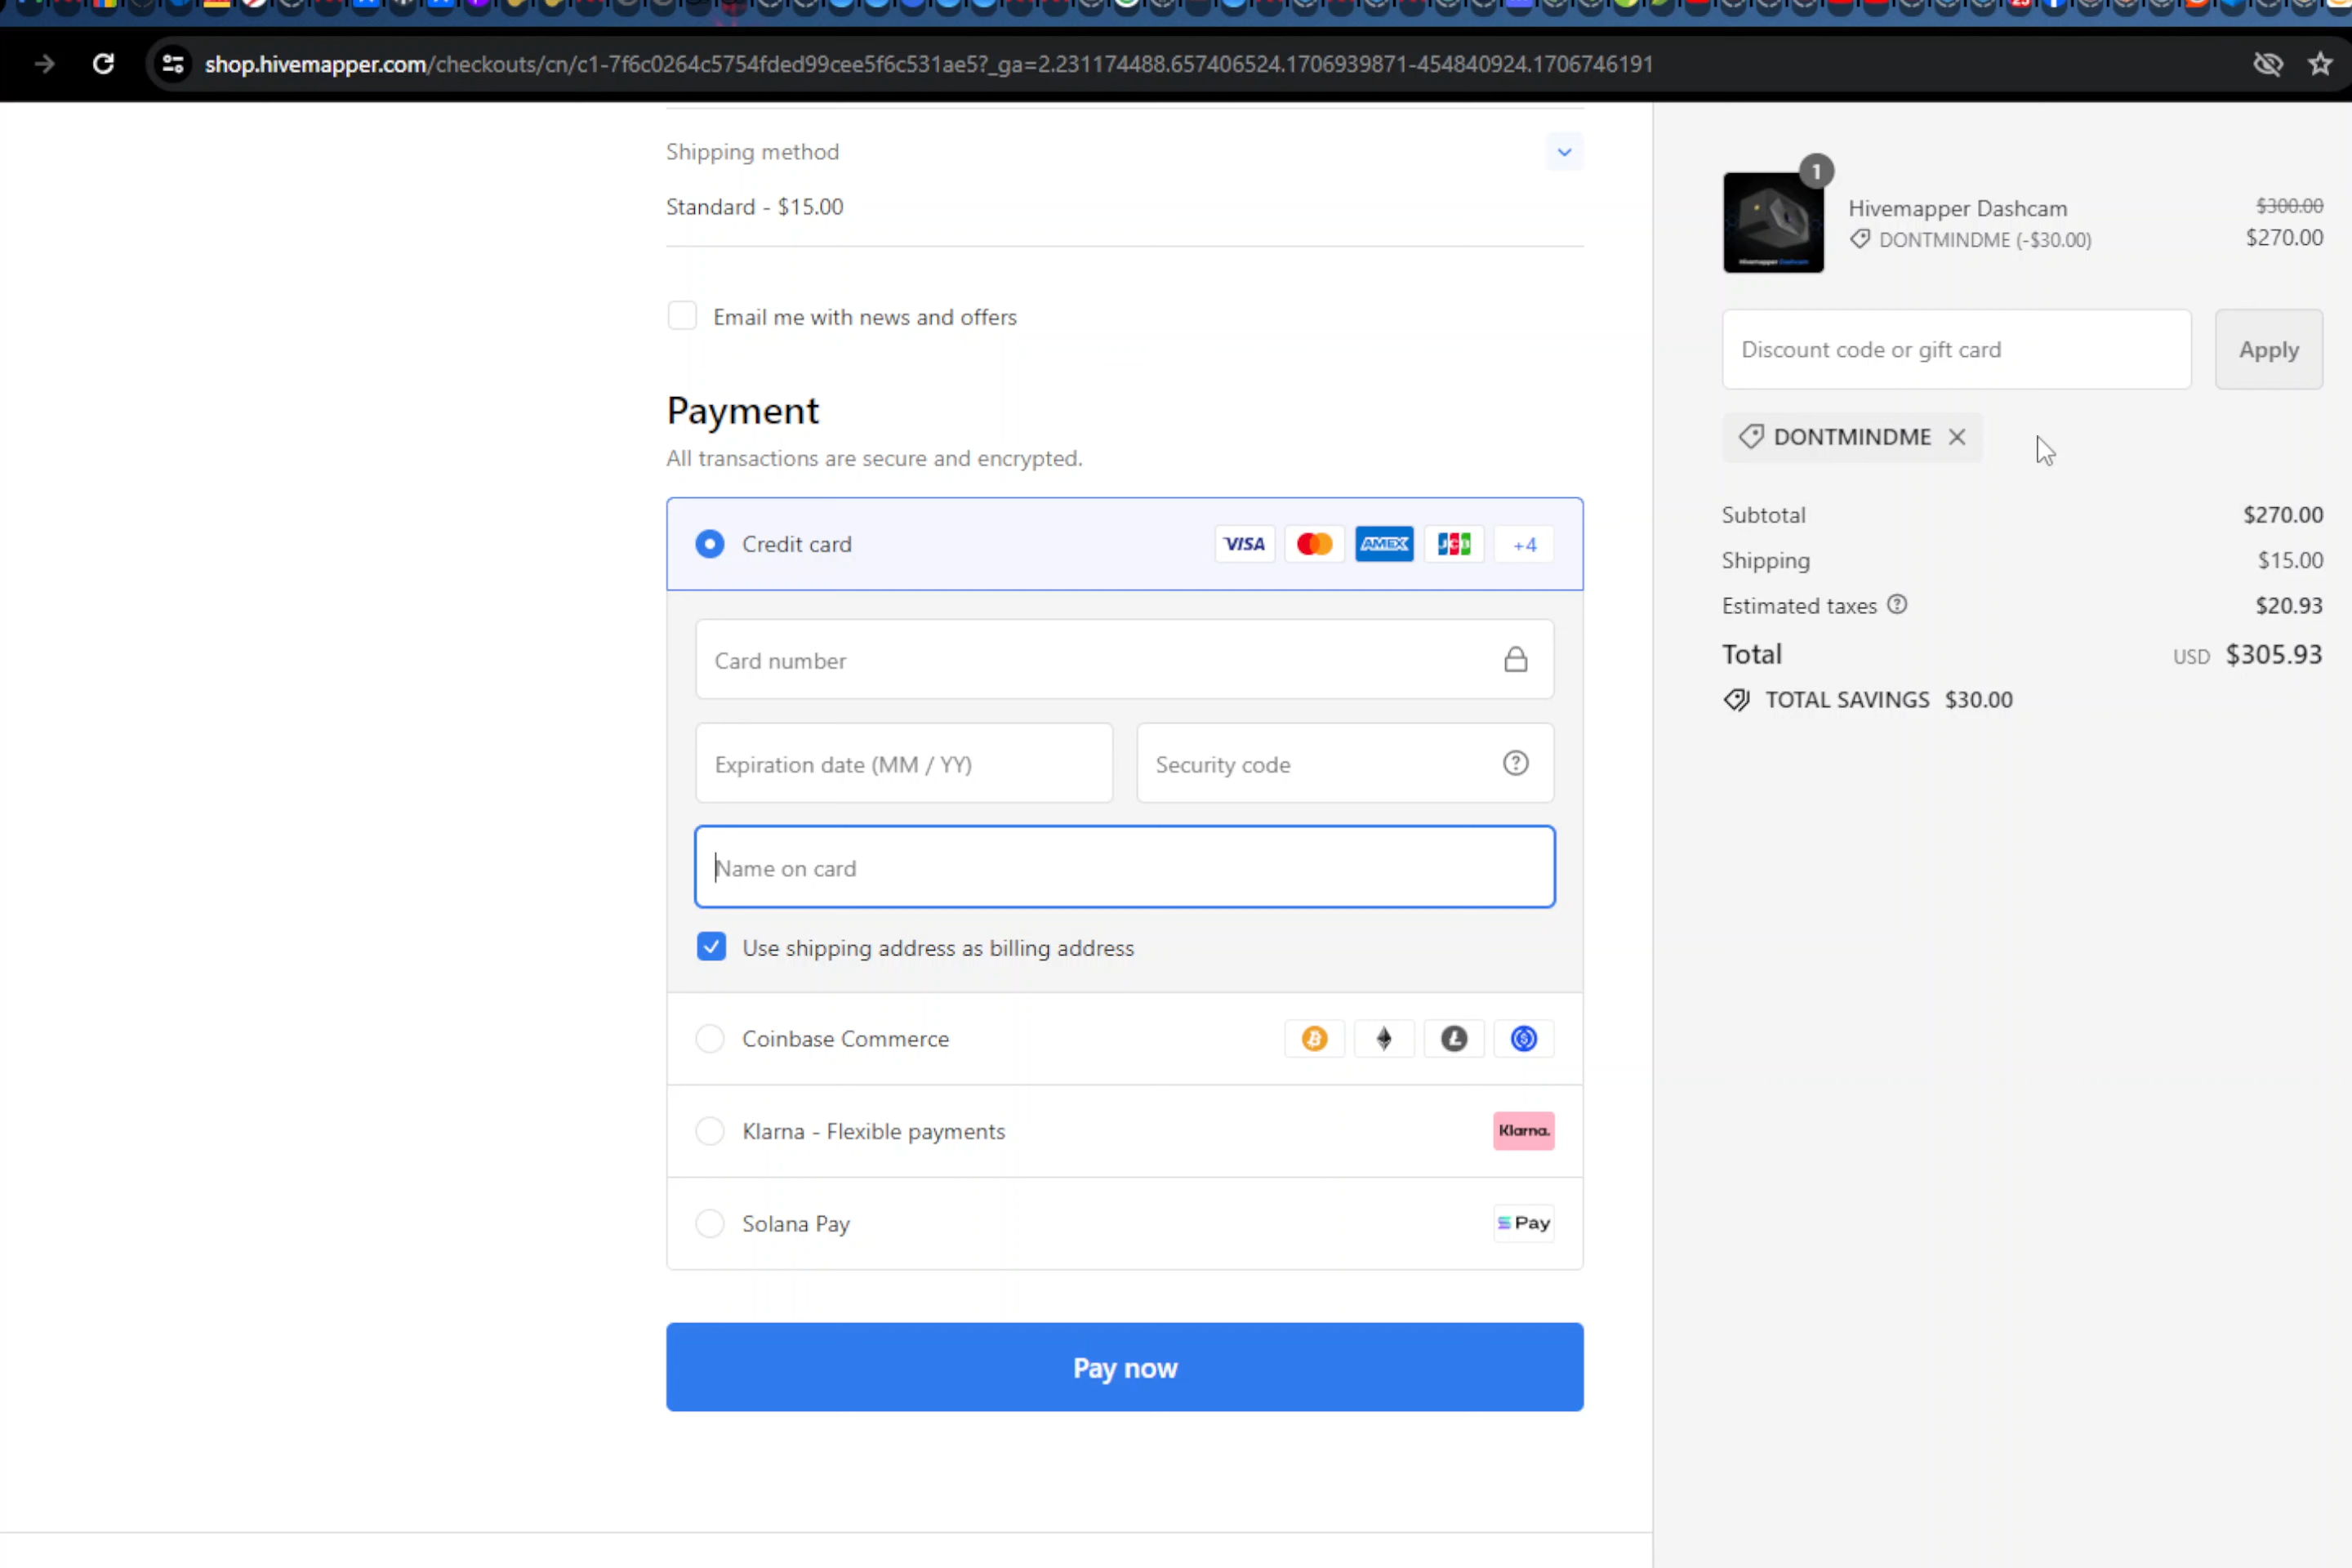 shop.hivemapper.com/checkouts/cn/c1-7f6c0264c5754fded99cee5f6c531ae5?_ga=2.231174488.657406524.1706939871-454840924.1706746191
Shipping method
Standard - $15.00
Email me with news and offers
Payment
All transactions are secure and encrypted.
Credit card
VISA
AMEX
JCB
+4
Card number
Expiration date (MM / YY)
Security code
Name on card
Use shipping address as billing address
Coinbase Commerce
Klarna - Flexible payments
Klarna.
Solana Pay
Pay
Pay now
1
Hivemapper Dashcam
Hivemapper Dashcam $300.00
DONTMINDME (-$30.00) $270.00
Discount code or gift card
Apply
DONTMINDME
Subtotal $270.00
Shipping $15.00
Estimated taxes $20.93
Total USD $305.93
TOTAL SAVINGS $30.00